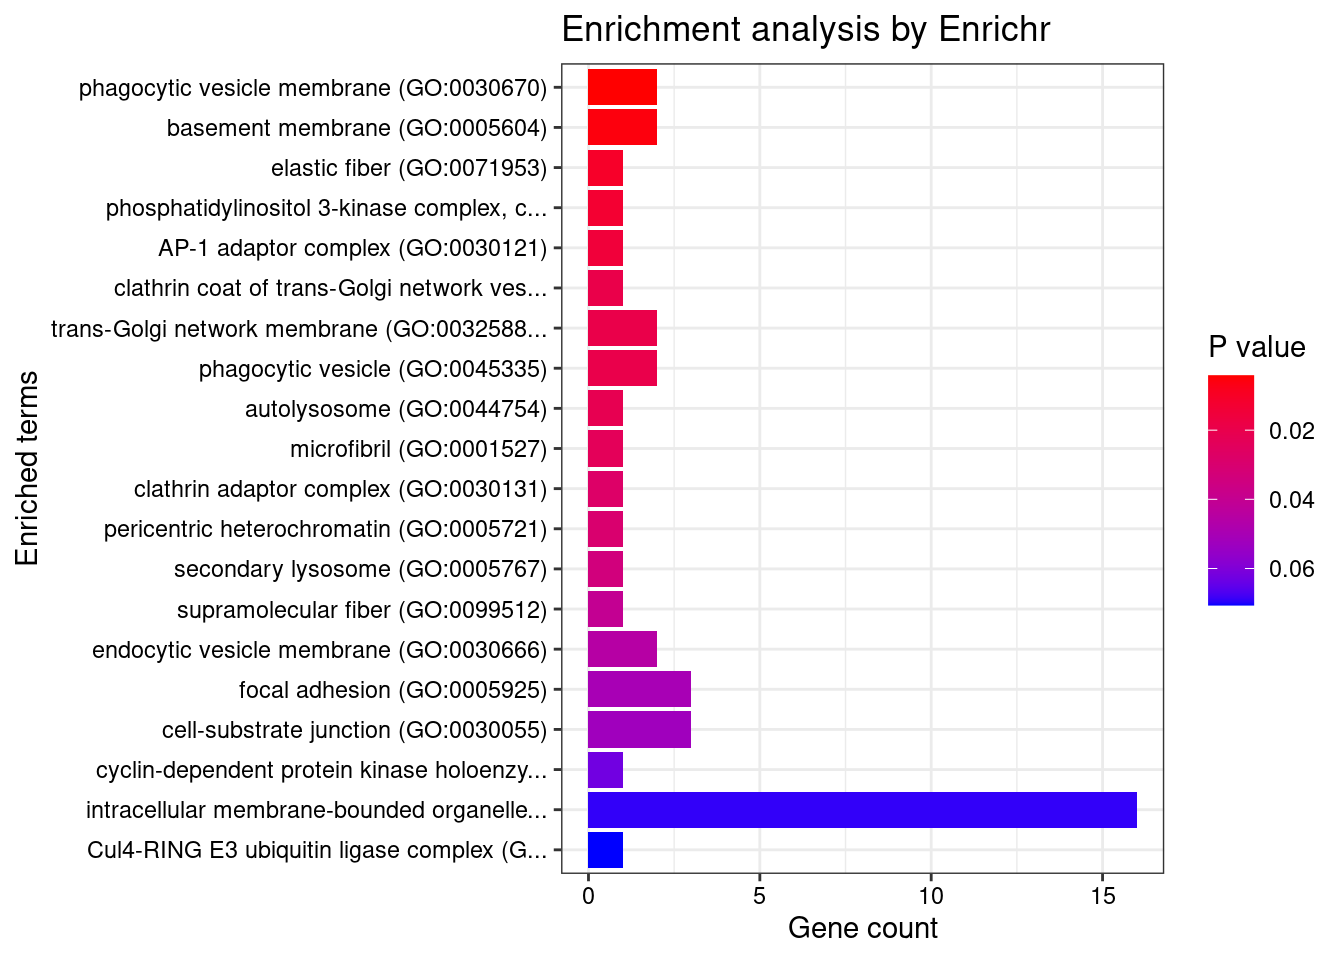 Enrichment analysis by Enrichr
phagocytic vesicle membrane (GO:0030670)
basement membrane (GO:0005604)
elastic fiber (GO:0071953)
phosphatidylinositol 3-kinase complex, c...
AP-1 adaptor complex (GO:0030121)
clathrin coat of trans-Golgi network ves...
trans-Golgi network membrane (GO:0032588...
phagocytic vesicle (GO:0045335)
autolysosome (GO:0044754)
microfibril (GO:0001527)
clathrin adaptor complex (GO:0030131)
pericentric heterochromatin (GO:0005721)
secondary lysosome (GO:0005767)
supramolecular fiber (GO:0099512)
endocytic vesicle membrane (GO:0030666)
focal adhesion (GO:0005925)
cell-substrate junction (GO:0030055)
cyclin-dependent protein kinase holoenzy...
intracellular membrane-bounded organelle...
Cul4-RING E3 ubiquitin ligase complex (G...
Enriched terms
0 5 10 15
Gene count
P value
0.02
0.04
0.06